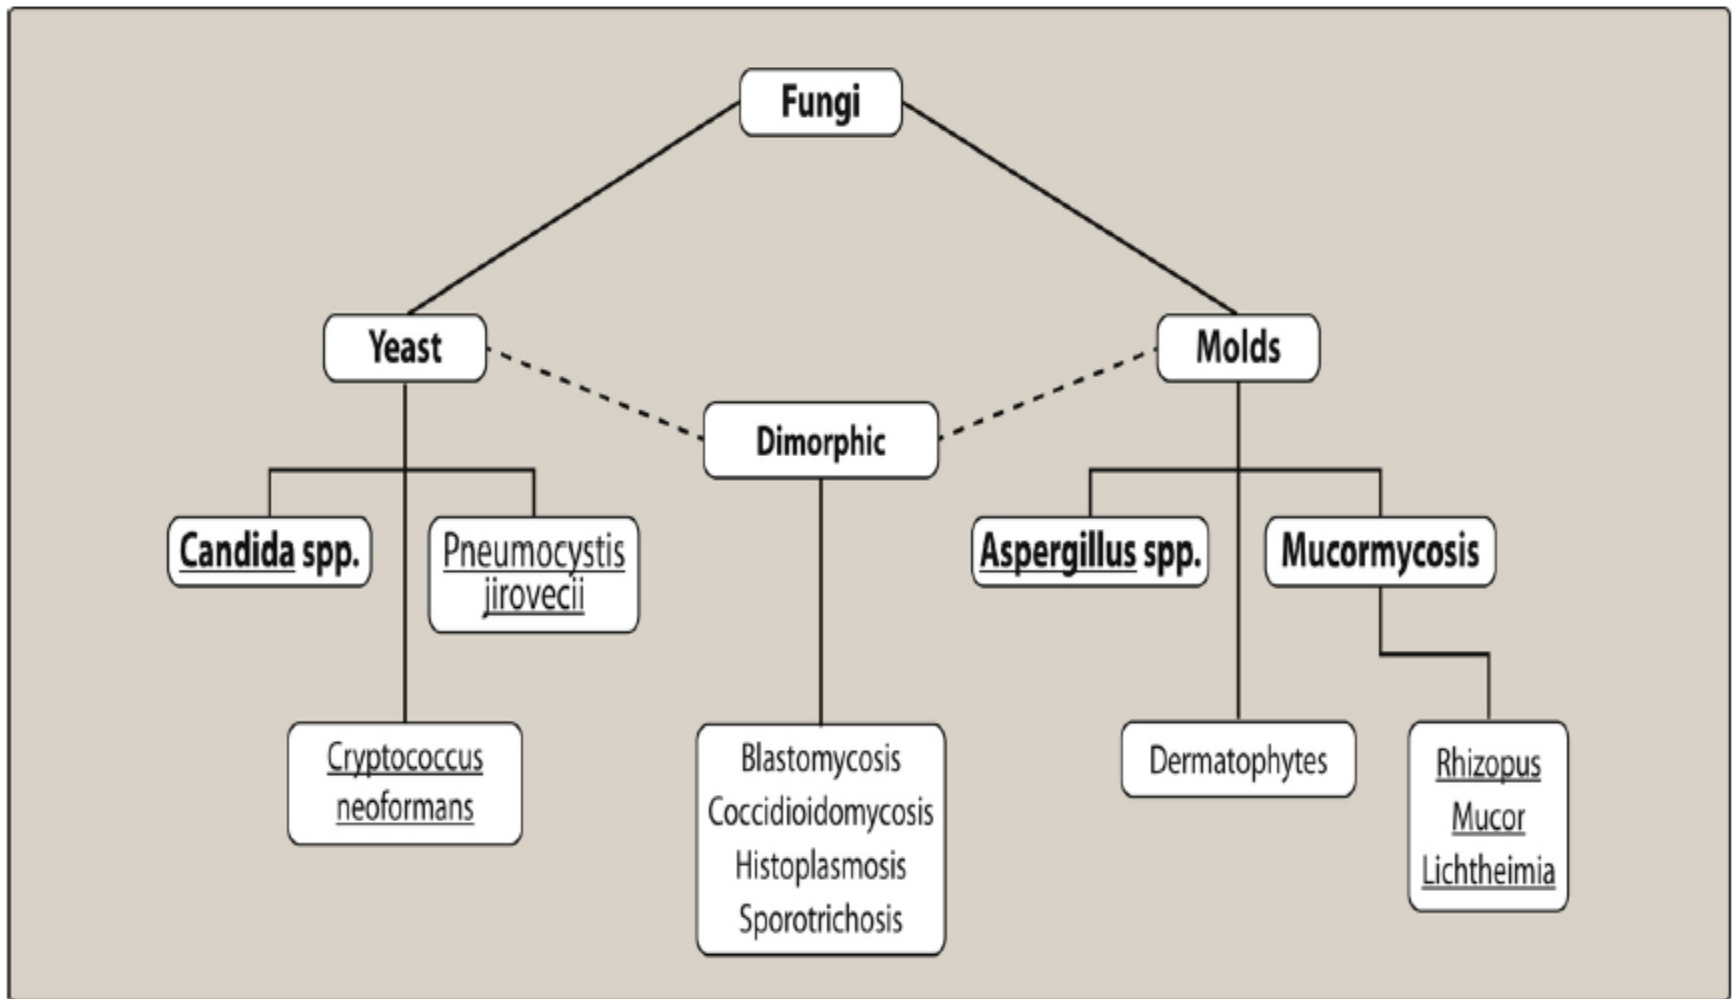 Fungi
Yeast
Molds
Dimorphic
Candida spp.
Pneumocystis
jirovecii
Aspergillus spp.
Mucormycosis
Cryptococcus
neoformans
Blastomycosis
Coccidioidomycosis
Histoplasmosis
Sporotrichosis
Dermatophytes
Rhizopus
Mucor
Lichtheimia